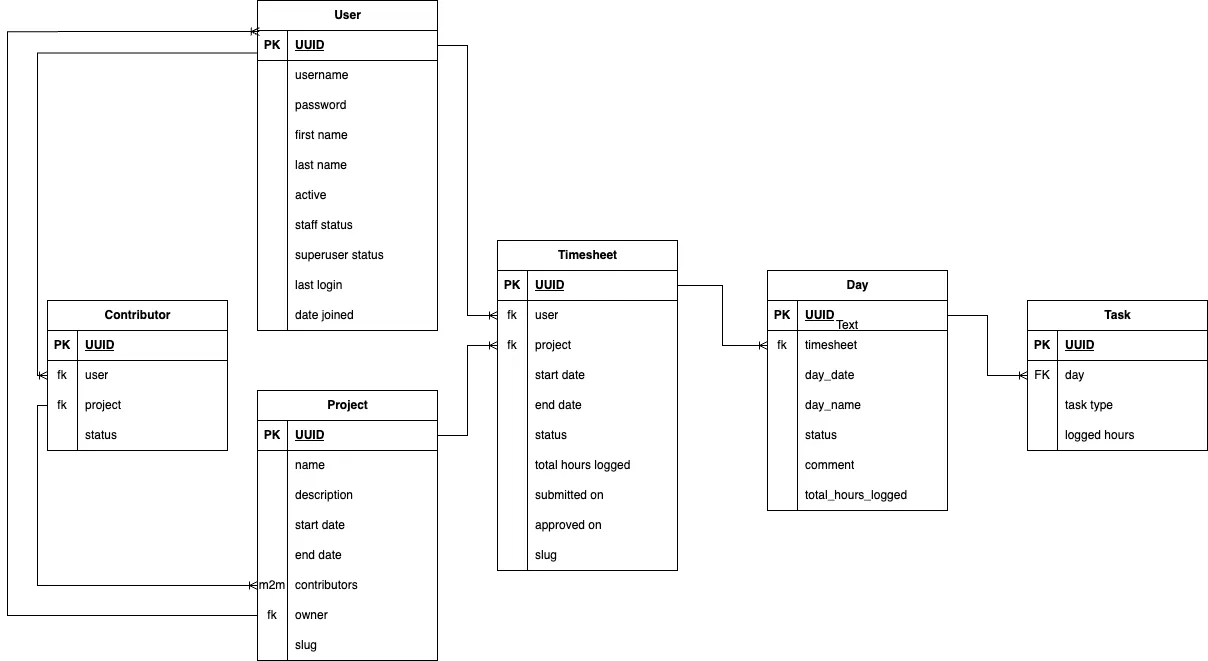 User
PK UUID
username
password
first name
last name
active
staff status
superuser status
last login
date joined
Contributor
PK UUID
fk user
fk project
status
Project
PK UUID
name
description
start date
end date
m2m contributors
fk owner
slug
Timesheet
PK UUID
fk user
fk project
start date
end date
status
total hours logged
submitted on
approved on
slug
Day
PK UUID
Text
fk timesheet
day_date
day_name
status
comment
total_hours_logged
Task
PK UUID
FK day
task type
logged hours